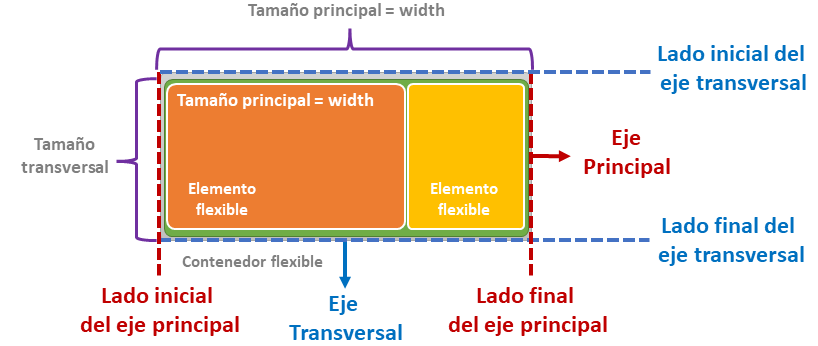 Tamaño principal = width
Lado inicial del
eje transversal
Tamaño principal = width
Tamaño
transversal
Eje
Principal
Elemento
flexible
Elemento
flexible
Lado final del
eje transversal
Contenedor flexible
Lado inicial
del eje principal
Eje
Transversal
Lado final
del eje principal